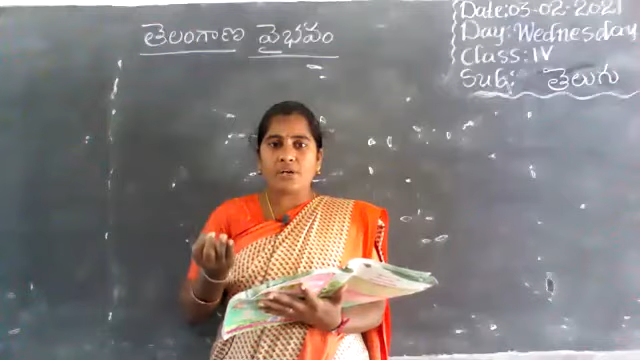 తెలంగాణ వైభవం
Date:03-02-2021
Day: Wednesday
Class: IV
Sub: తెలుగు